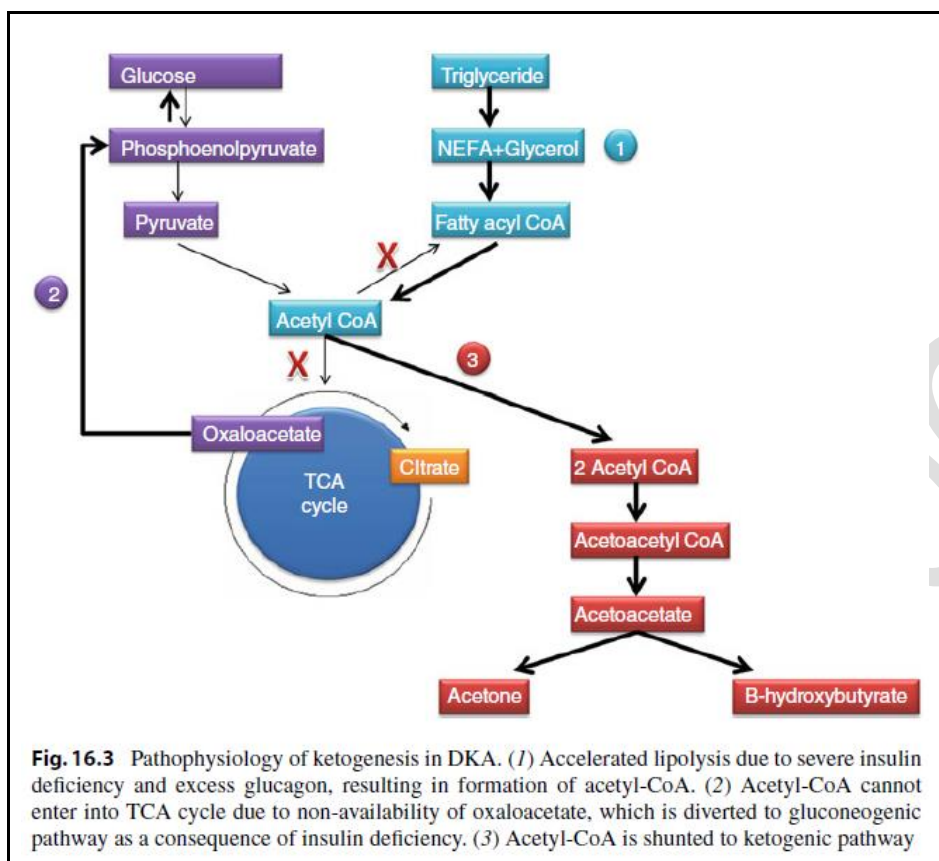 Glucose
Triglyceride
Phosphoenolpyruvate
NEFA+Glycerol
1
Pyruvate
Fatty acyl CoA
X
2
Acetyl CoA
X
3
Oxaloacetate
CItrate
2 Acetyl CoA
TCA
cycle
Acetoacetyl CoA
Acetoacetate
Acetone
B-hydroxybutyrate
Fig. 16.3 Pathophysiology of ketogenesis in DKA. (1) Accelerated lipolysis due to severe insulin
deficiency and excess glucagon, resulting in formation of acetyl-CoA. (2) Acetyl-CoA cannot
enter into TCA cycle due to non-availability of oxaloacetate, which is diverted to gluconeogenic
pathway as a consequence of insulin deficiency. (3) Acetyl-CoA is shunted to ketogenic pathway